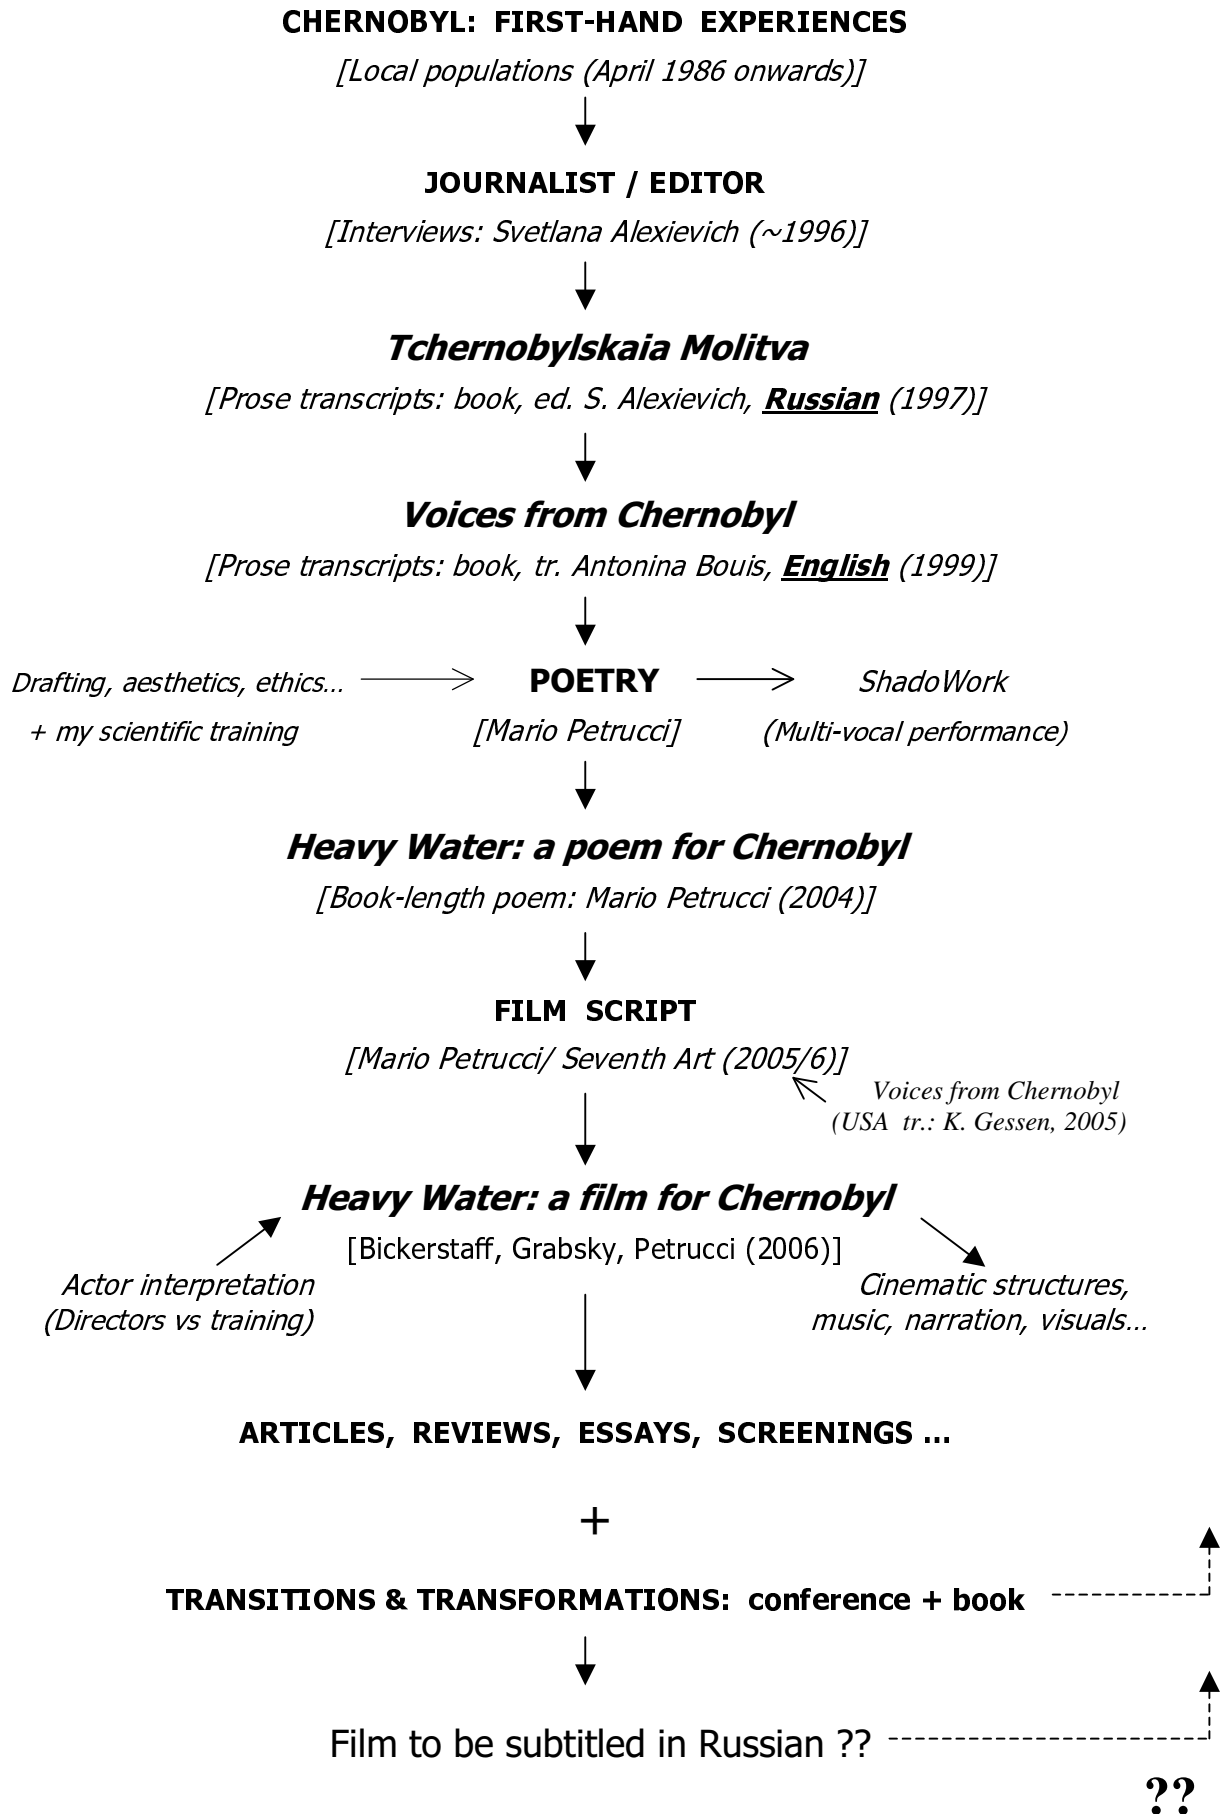 CHERNOBYL: FIRST-HAND EXPERIENCES
[Local populations (April 1986 onwards)]
JOURNALIST / EDITOR
[Interviews: Svetlana Alexievich (~1996)]
Tchernobylskaia Molitva
[Prose transcripts: book, ed. S. Alexievich, Russian (1997)]
Voices from Chernobyl
[Prose transcripts: book, tr. Antonina Bouis, English (1999)]
Drafting, aesthetics, ethics…
+ my scientific training
POETRY
[Mario Petrucci]
ShadoWork
(Multi-vocal performance)
Heavy Water: a poem for Chernobyl
[Book-length poem: Mario Petrucci (2004)]
FILM SCRIPT
[Mario Petrucci/ Seventh Art (2005/6)]
Voices from Chernobyl
(USA tr.: K. Gessen, 2005)
Heavy Water: a film for Chernobyl
[Bickerstaff, Grabsky, Petrucci (2006)]
Actor interpretation
(Directors vs training)
Cinematic structures,
music, narration, visuals…
ARTICLES, REVIEWS, ESSAYS, SCREENINGS …
+
TRANSITIONS & TRANSFORMATIONS: conference + book
Film to be subtitled in Russian ??
??